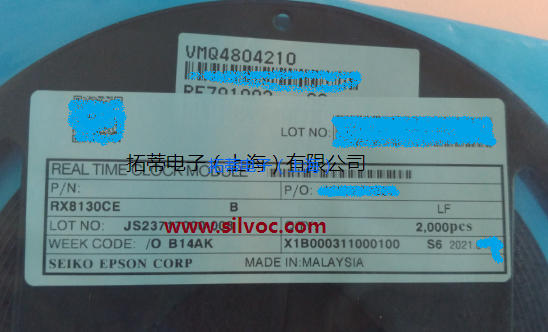 VMQ4804210
LOT NO:
拓蒂电子（上海）有限公司
REAL TIME CLOCK MODULE
P/N: P/O:
RX8130CE B LF
LOT NO: 2,000pcs
www.silvoc.com
WEEK CODE: /O B14AK X1B000311000100 S6 2021.
SEIKO EPSON CORP MADE IN:MALAYSIA